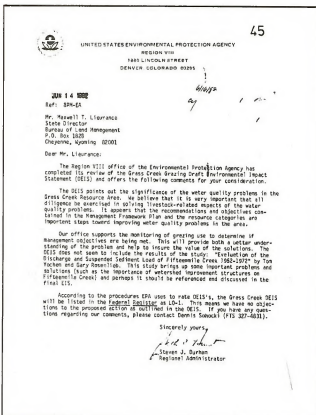 45
UNITED STATES ENVIRONMENTAL PROTECTION AGENCY
REGION VIII
1860 LINCOLN STREET
DENVER, COLORADO 80295
JUN 14 1982
Ref: 8PM-EA
Mr. Maxwell T. Lieurance
State Director
Bureau of Land Management
P.O. Box 1828
Cheyenne, Wyoming 82001
Dear Mr. Lieurance:
The Region VIII office of the Environmental Protection Agency has
completed its review of the Grass Creek Grazing Draft Environmental Impact
Statement (DEIS) and offers the following comments for your consideration.
The DEIS points out the significance of the water quality problems in the
Grass Creek Resource Area. We believe that it is very important that all
diligence be exercised in solving livestock-related aspects of the water
quality problems. It appears that the recommendations and objectives con-
tained in the Management Framework Plan and the resource categories are
important steps toward improving water quality problems in the area.
Our office supports the monitoring of grazing use to determine if
management objectives are being met. This will provide both a better under-
standing of the problem and help to insure the value of the solutions. The
DEIS does not seem to include the results of the study: "Evaluation of the
Discharge and Suspended Sediment Load of Fifteenmile Creek 1962-1972" by Tom
Yocham and Gary Rosenlieb. This study brings up some important problems and
solutions (such as the importance of watershed improvement structures on
Fifteenmile Creek) and perhaps it should be referenced and discussed in the
final EIS.
According to the procedures EPA uses to rate DEIS's, the Grass Creek DEIS
will be listed in the Federal Register as LO-1. This means we have no objec-
tions to the proposed action as outlined in the DEIS. If you have any ques-
tions regarding our comments, please contact Dennis (FTS 327-4831).
Sincerely yours,
Steven J. Durham
Regional Administrator